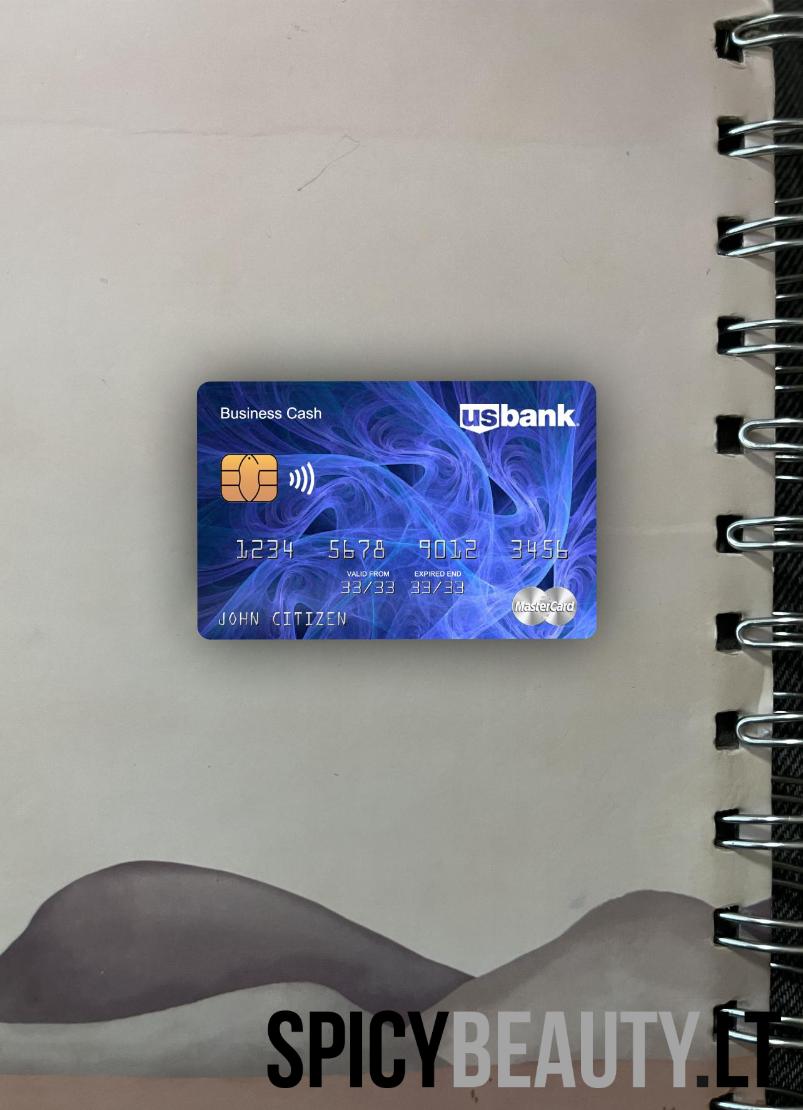 Business Cash
usbank
1234 5678 9012 3456
VALID FROM EXPIRED END
33/33 33/33
MasterCard
JOHN CITIZEN
SPICYBEAUTY.LT